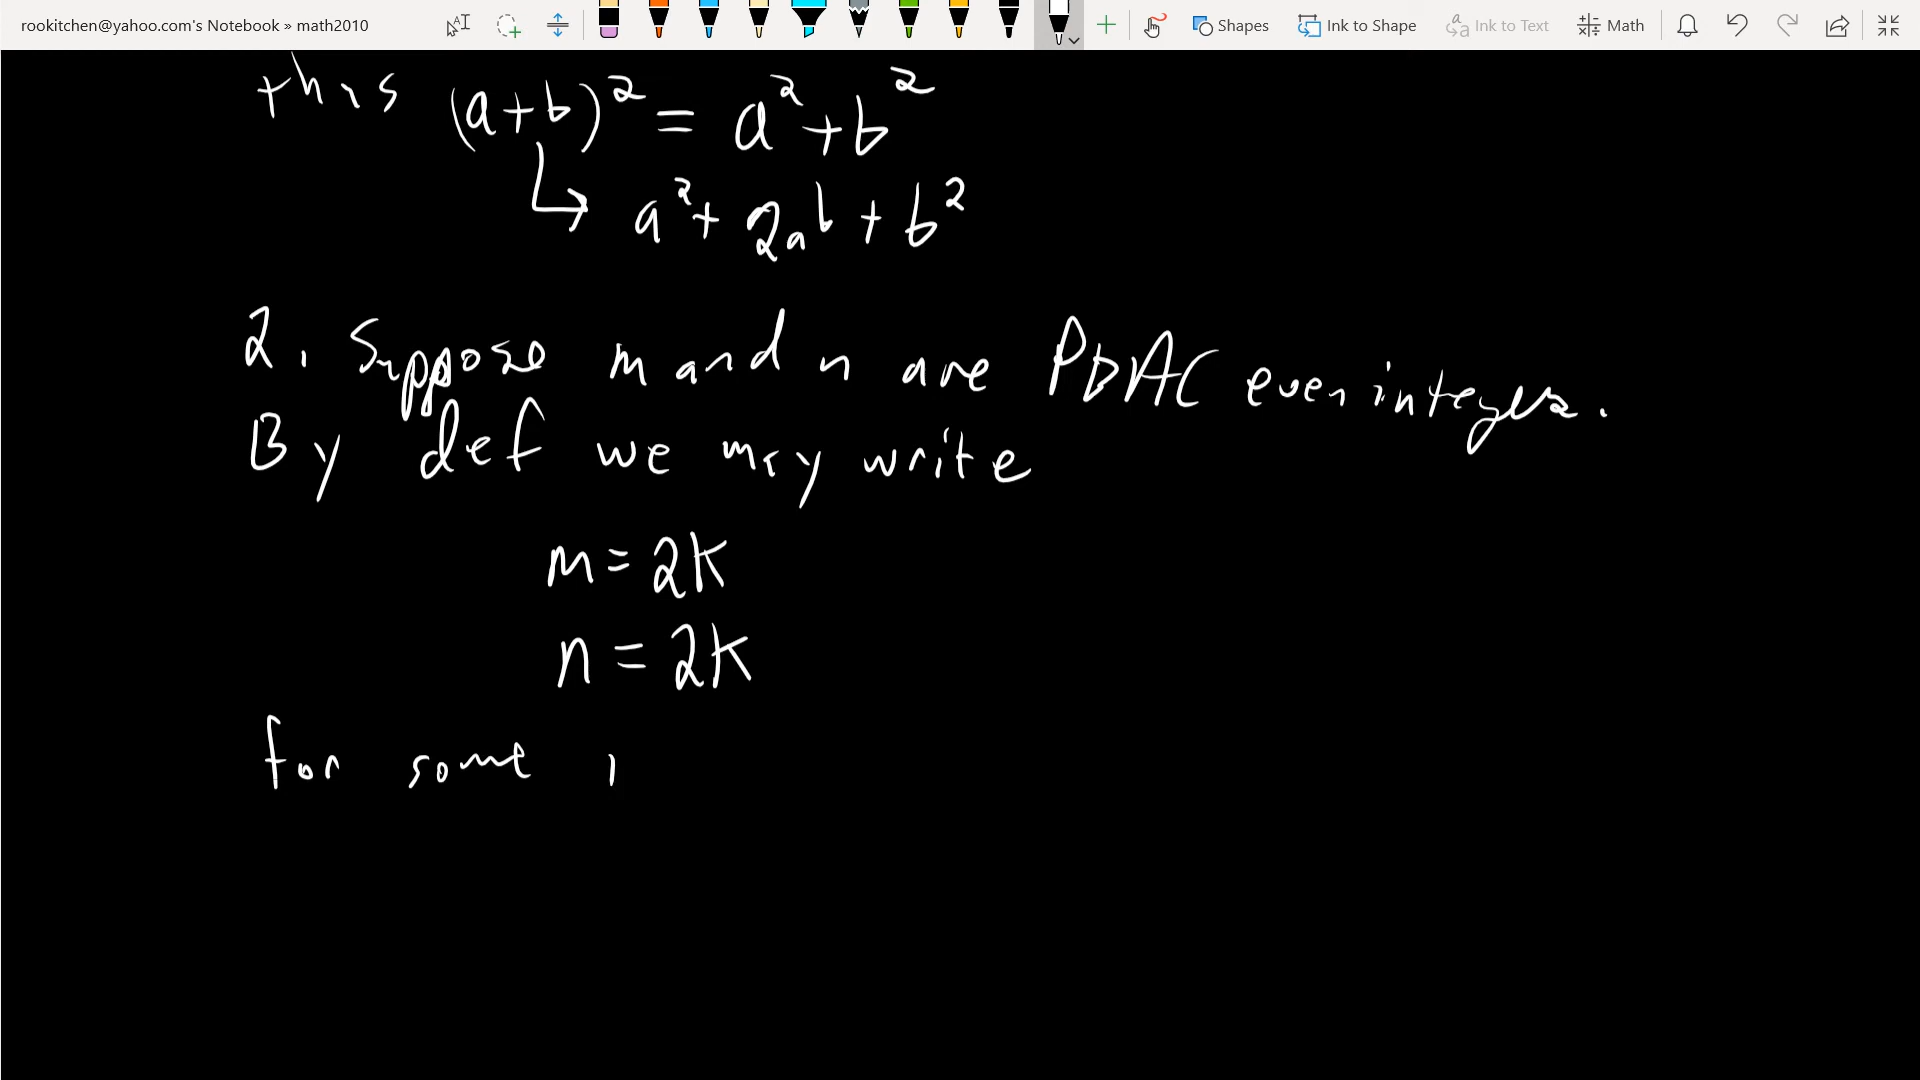 rookitchen@yahoo.com's Notebook » math2010
Shapes
Ink to Shape
Ink to Text
Math
this (a+b)² = a²+b²
a²+ 2ab + b²
2. Suppose m and n are PBAC even integers.
By def we may write
m = 2K
n = 2K
for some